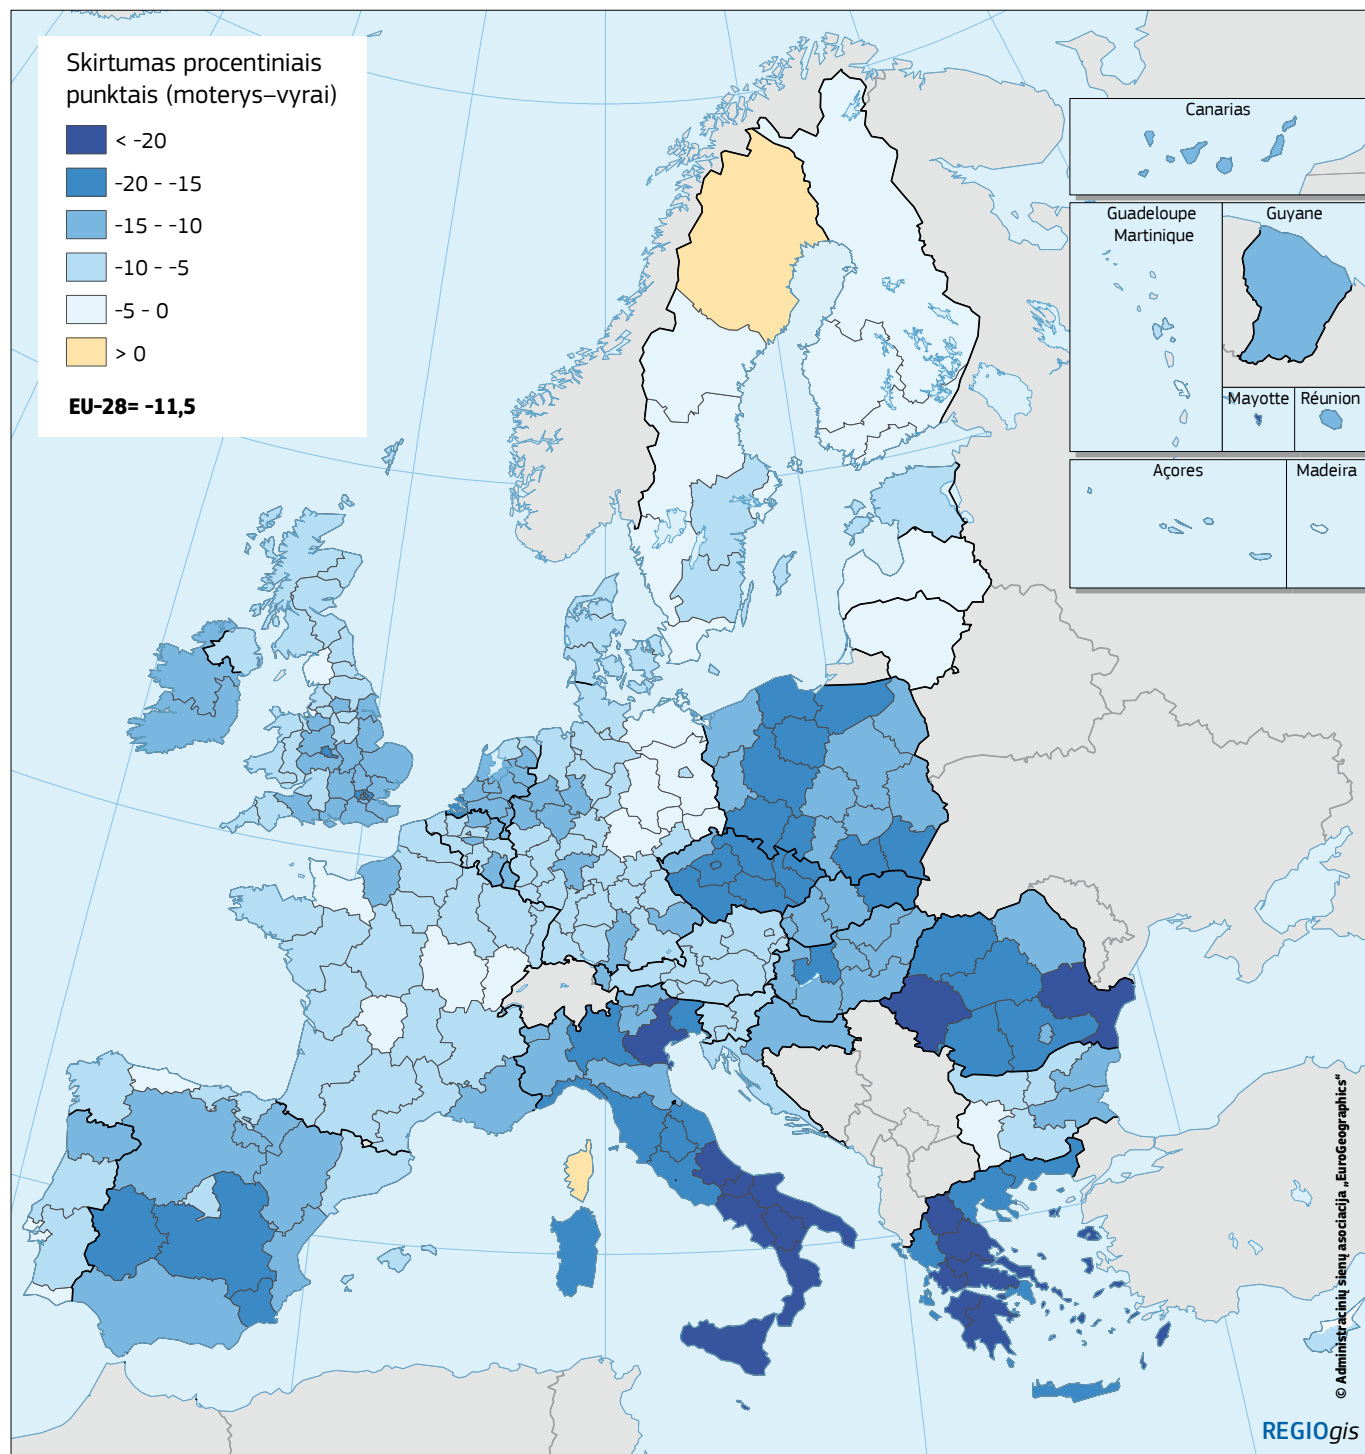 Skirtumas procentiniais
punktais (moterys–vyrai)
< -20
-20 - -15
-15 - -10
-10 - -5
-5 - 0
> 0
EU-28= -11,5
Canarias
Guadeloupe
Martinique
Guyane
Mayotte
Réunion
Açores
Madeira
© Administracinių sienų asociacija „EuroGeographics“
REGIOgis